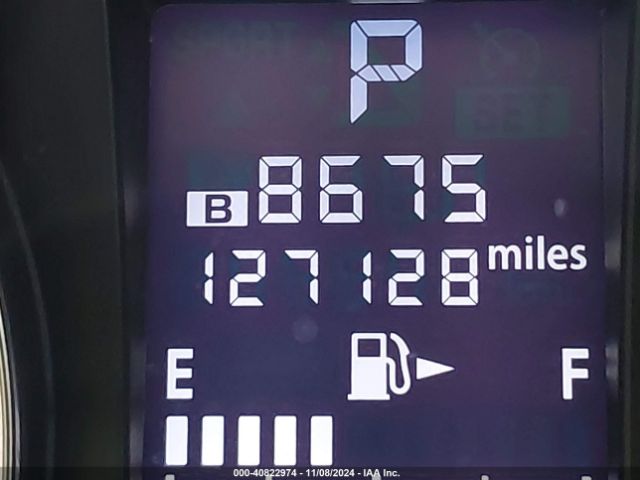 P
B 8675
127128 miles
E F
000-40822974 - 11/08/2024 - IAA Inc.